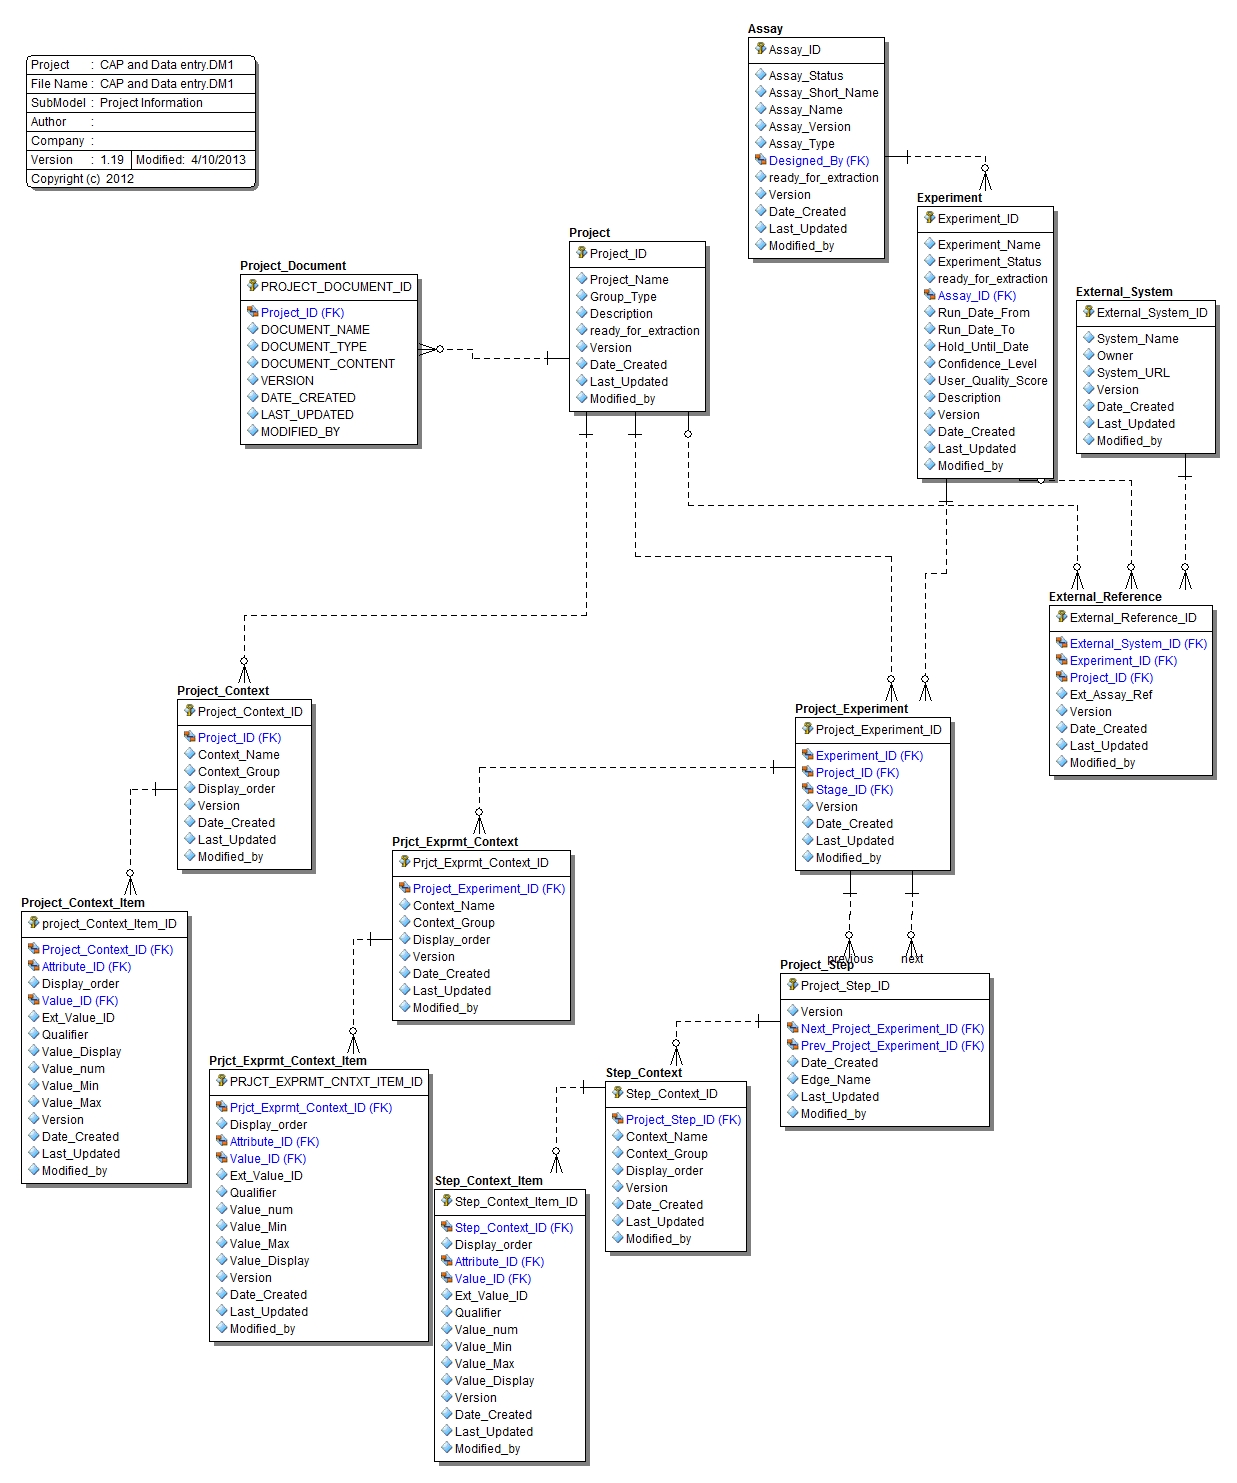 Project : CAP and Data entry.DM1
File Name : CAP and Data entry.DM1
SubModel : Project Information
Author :
Company :
Version : 1.19 Modified: 4/10/2013
Copyright (c) 2012
Assay
Assay_ID
Assay_Status
Assay_Short_Name
Assay_Name
Assay_Version
Assay_Type
Designed_By (FK)
ready_for_extraction
Version
Date_Created
Last_Updated
Modified_by
Experiment
Experiment_ID
Experiment_Name
Experiment_Status
ready_for_extraction
Assay_ID (FK)
Run_Date_From
Run_Date_To
Hold_Until_Date
Confidence_Level
User_Quality_Score
Description
Version
Date_Created
Last_Updated
Modified_by
Project
Project_ID
Project_Name
Group_Type
Description
ready_for_extraction
Version
Date_Created
Last_Updated
Modified_by
Project_Document
PROJECT_DOCUMENT_ID
Project_ID (FK)
DOCUMENT_NAME
DOCUMENT_TYPE
DOCUMENT_CONTENT
VERSION
DATE_CREATED
LAST_UPDATED
MODIFIED_BY
External_System
External_System_ID
System_Name
Owner
System_URL
Version
Date_Created
Last_Updated
Modified_by
External_Reference
External_Reference_ID
External_System_ID (FK)
Experiment_ID (FK)
Project_ID (FK)
Ext_Assay_Ref
Version
Date_Created
Last_Updated
Modified_by
Project_Context
Project_Context_ID
Project_ID (FK)
Context_Name
Context_Group
Display_order
Version
Date_Created
Last_Updated
Modified_by
Project_Experiment
Project_Experiment_ID
Experiment_ID (FK)
Project_ID (FK)
Stage_ID (FK)
Version
Date_Created
Last_Updated
Modified_by
Prjct_Exprmt_Context
Prjct_Exprmt_Context_ID
Project_Experiment_ID (FK)
Context_Name
Context_Group
Display_order
Version
Date_Created
Last_Updated
Modified_by
Project_Context_Item
project_Context_Item_ID
Project_Context_ID (FK)
Attribute_ID (FK)
Display_order
Value_ID (FK)
Ext_Value_ID
Qualifier
Value_Display
Value_num
Value_Min
Value_Max
Version
Date_Created
Last_Updated
Modified_by
previous
next
Project_Step
Project_Step_ID
Version
Next_Project_Experiment_ID (FK)
Prev_Project_Experiment_ID (FK)
Date_Created
Edge_Name
Last_Updated
Modified_by
Prjct_Exprmt_Context_Item
PRJCT_EXPRMT_CNTXT_ITEM_ID
Prjct_Exprmt_Context_ID (FK)
Display_order
Attribute_ID (FK)
Value_ID (FK)
Ext_Value_ID
Qualifier
Value_num
Value_Min
Value_Max
Value_Display
Version
Date_Created
Last_Updated
Modified_by
Step_Context
Step_Context_ID
Project_Step_ID (FK)
Context_Name
Context_Group
Display_order
Version
Date_Created
Last_Updated
Modified_by
Step_Context_Item
Step_Context_Item_ID
Step_Context_ID (FK)
Display_order
Attribute_ID (FK)
Value_ID (FK)
Ext_Value_ID
Qualifier
Value_num
Value_Min
Value_Max
Value_Display
Version
Date_Created
Last_Updated
Modified_by